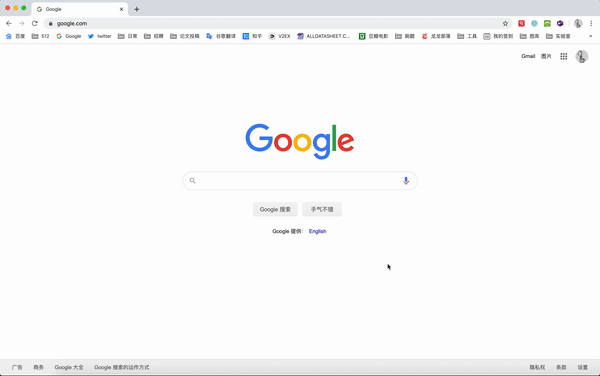 Google
google.com
百度 512 Google twitter 日常 招聘 论文投稿 谷歌翻译 知乎 V2EX ALLDATASHEET.C... 豆瓣电影 刷题 龙龙部落 工具 我的签到 图库 实验室 »
Gmail 图片
Google
Google 搜索 手气不错
Google 提供： English
广告 商务 Google 大全 Google 搜索的运作方式 隐私权 条款 设置